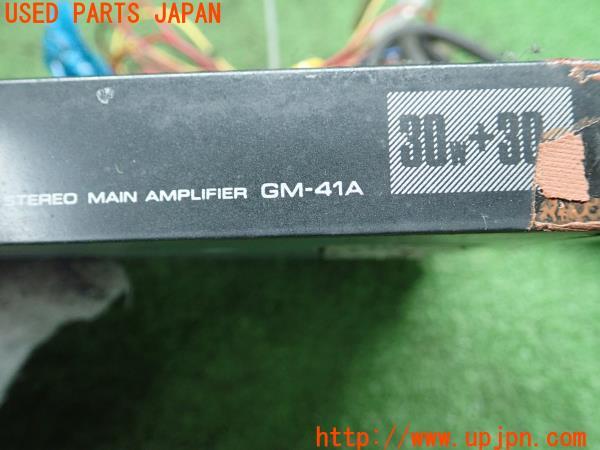 USED PARTS JAPAN
30W+30
STEREO MAIN AMPLIFIER GM-41A
http://www.upjpn.com